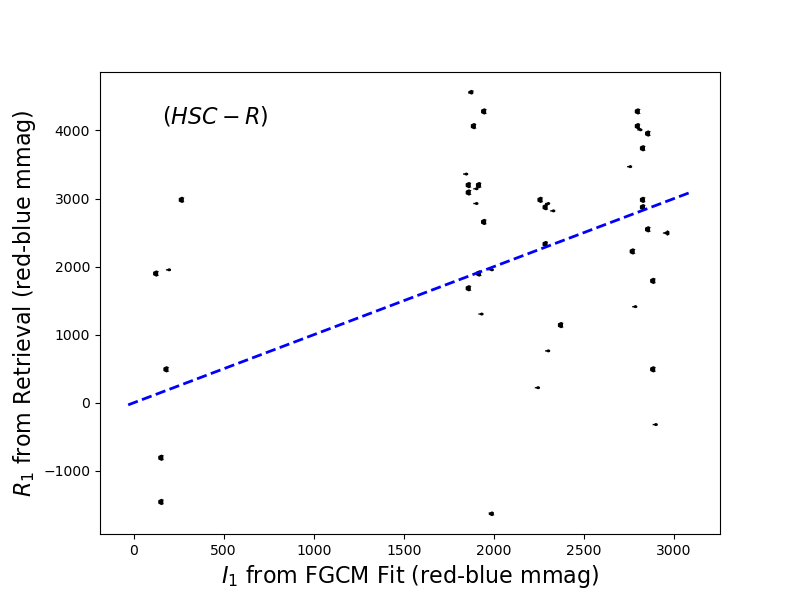 (HSC − R)
4000
3000
2000
1000
0
−1000
R₁ from Retrieval (red-blue mmag)
0 500 1000 1500 2000 2500 3000
I₁ from FGCM Fit (red-blue mmag)